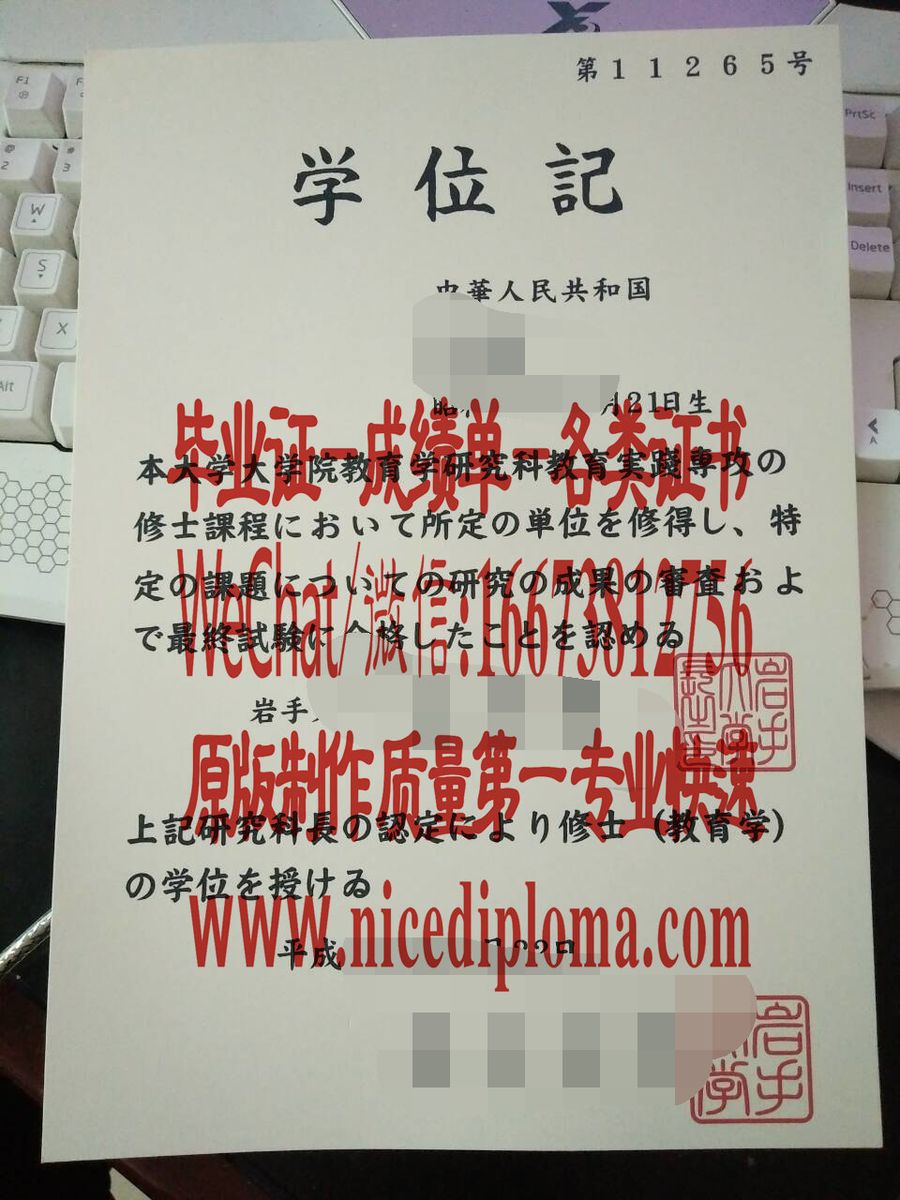 第１１２６５号
学位記
中華人民共和国
月21日生
毕业证-成绩单-各类证书
本大学大学院教育学研究科教育実践専攻の
修士課程において所定の単位を修得し、特
WeChat/微信:16673812756
定の課題についての研究の成果の審査およ
で最終試験に合格したことを認める
岩手
原版制作质量第一专业快速
上記研究科長の認定により修士（教育学）
の学位を授ける
www.nicediploma.com
平成